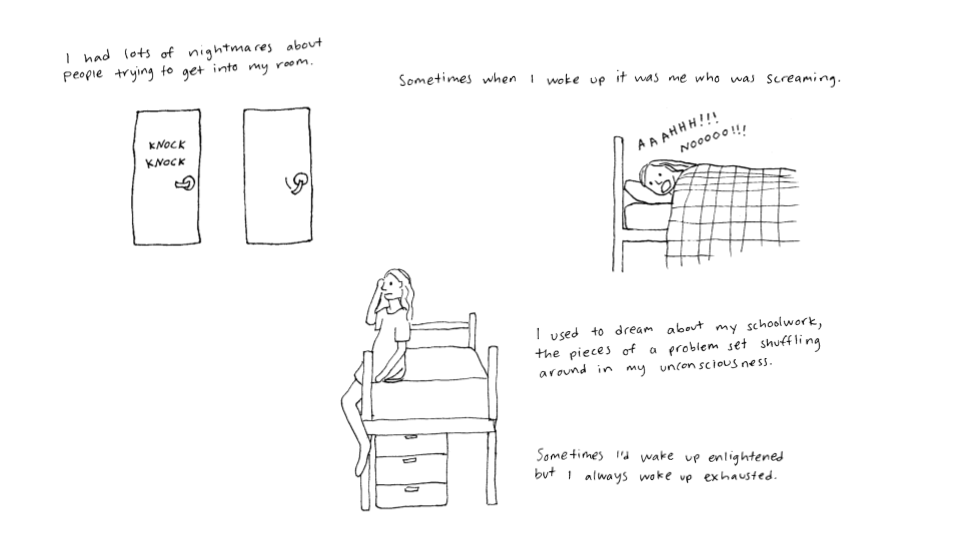 I had lots of nightmares about
people trying to get into my room.
Sometimes when I woke up it was me who was screaming.
KNOCK
KNOCK
AAAHHH!!!
NOOOOO!!!
I used to dream about my schoolwork,
the pieces of a problem set shuffling
around in my unconsciousness.
Sometimes I'd wake up enlightened
but I always woke up exhausted.